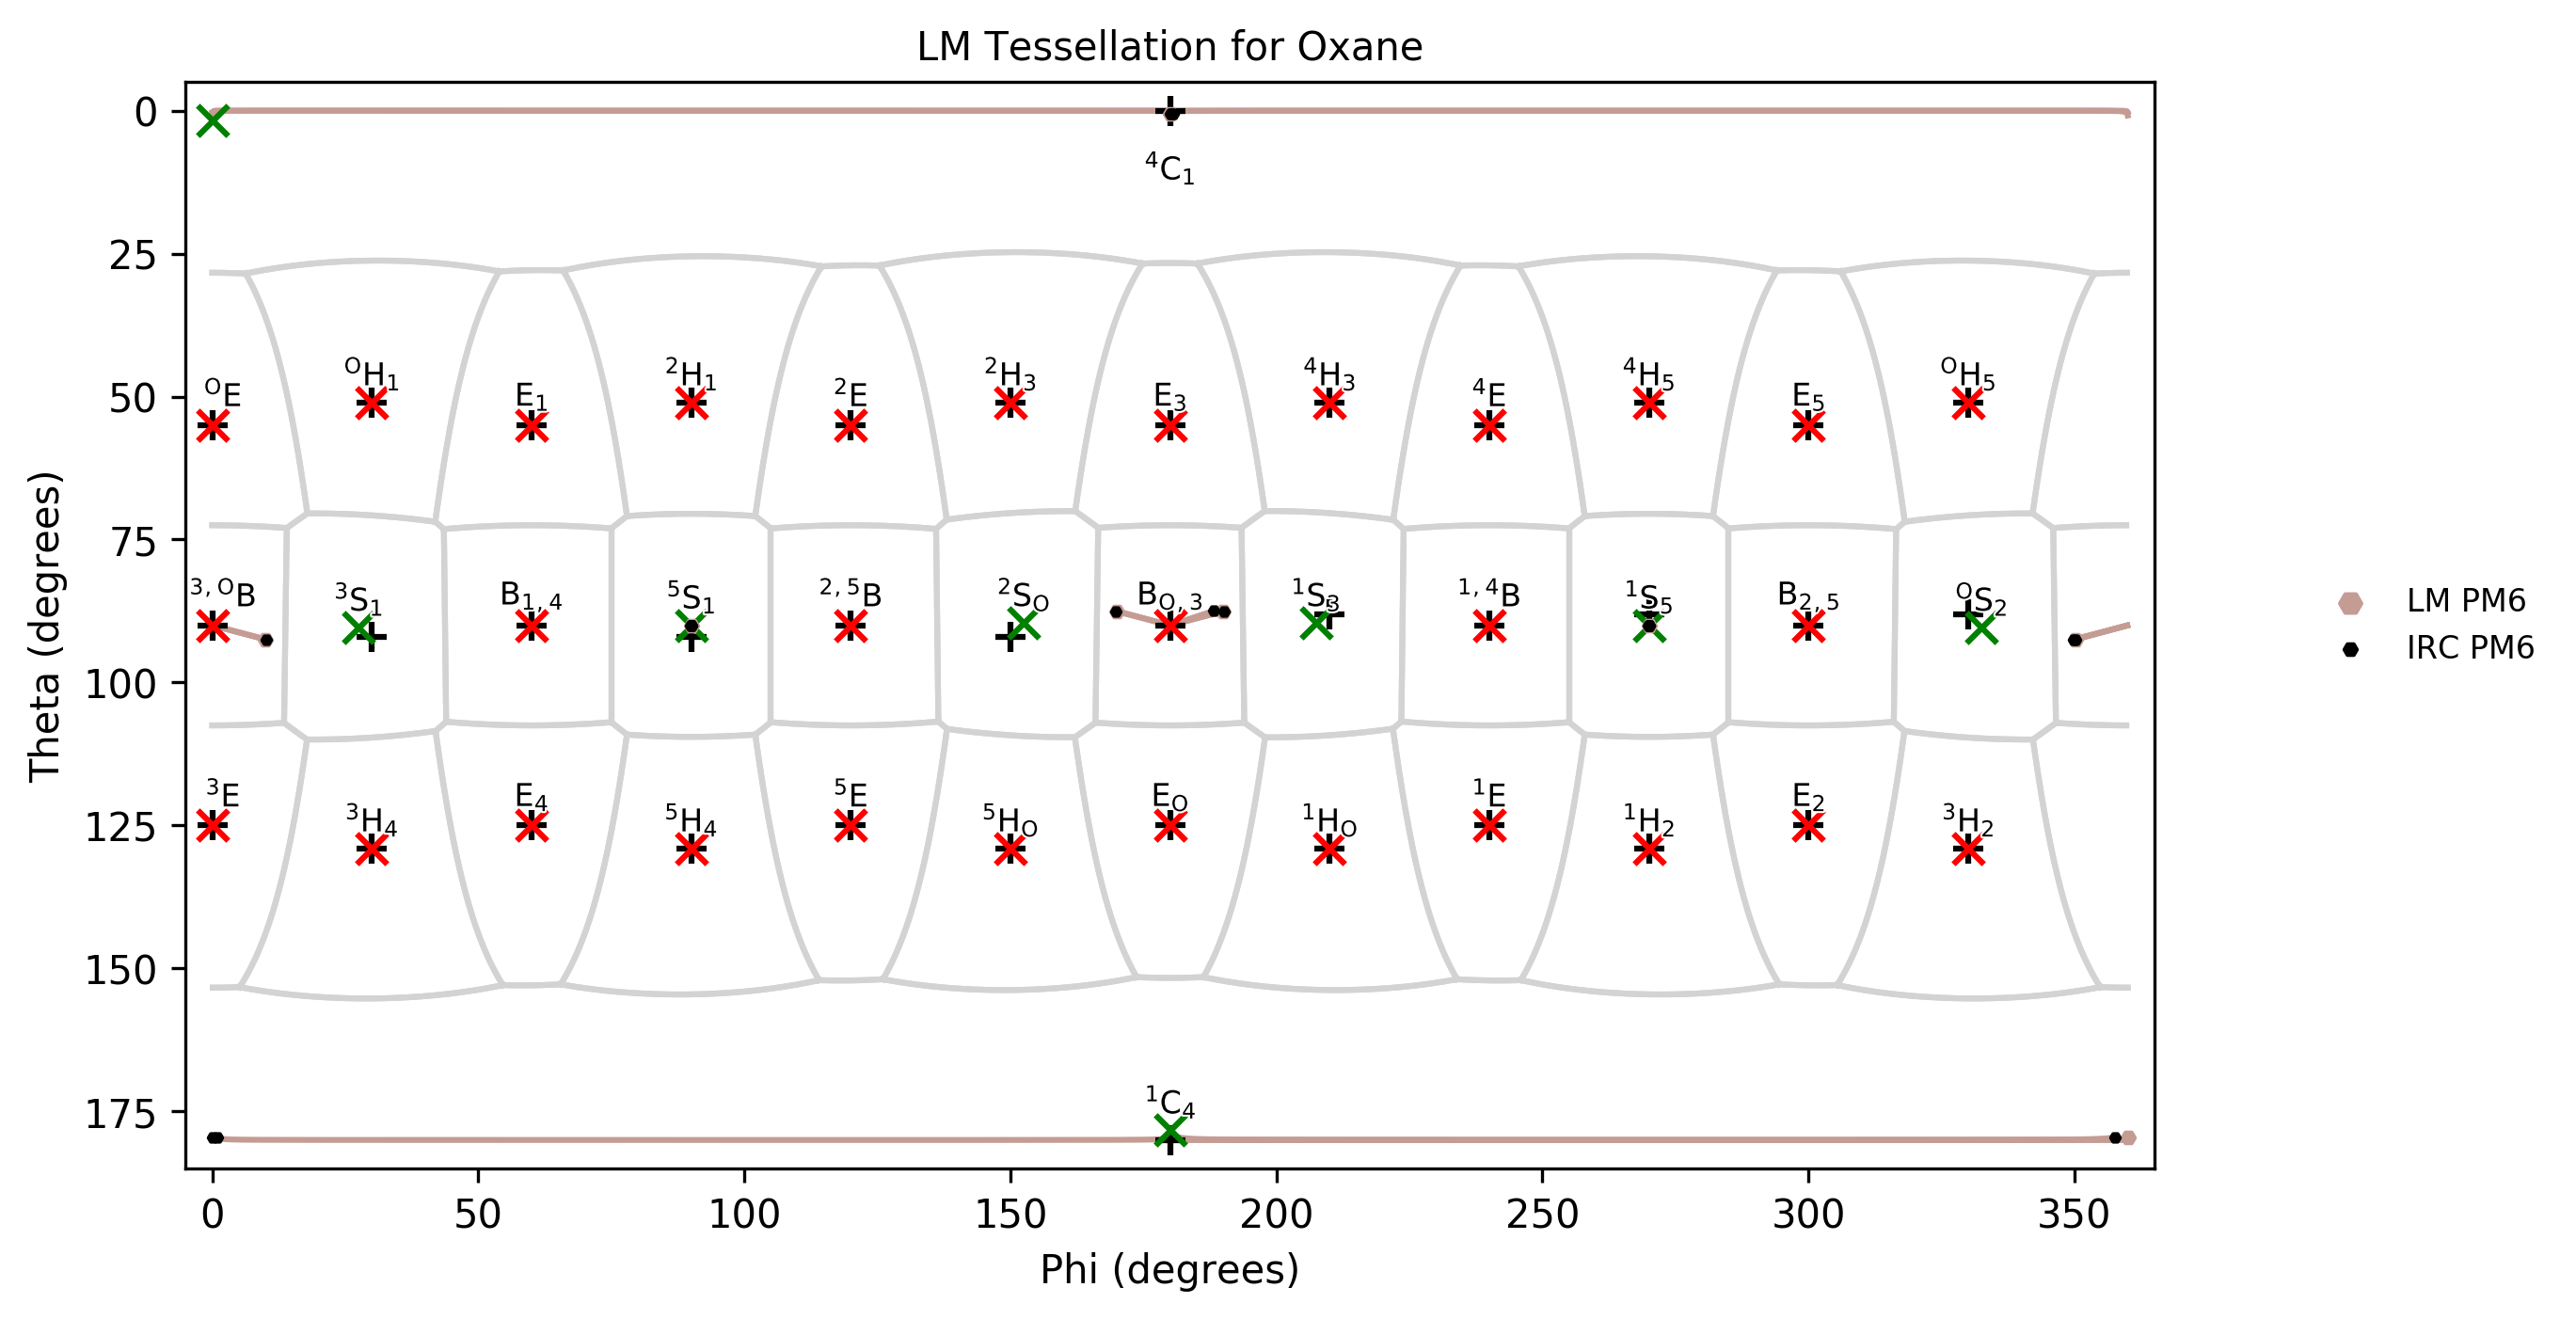 LM Tessellation for Oxane
0
25
50
75
100
125
150
175
Theta (degrees)
⁴C₁
ᴼE ᴼH₁ E₁ ²H₁ ²E ²H₃ E₃ ⁴H₃ ⁴E ⁴H₅ E₅ ᴼH₅
³,ᴼB ³S₁ B₁,₄ ⁵S₁ ²,⁵B ²Sₒ Bₒ,₃ ¹S₃ ¹,⁴B ¹S₅ B₂,₅ ᴼS₂
³E ³H₄ E₄ ⁵H₄ ⁵E ⁵Hₒ Eₒ ¹Hₒ ¹E ¹H₂ E₂ ³H₂
¹C₄
0 50 100 150 200 250 300 350
Phi (degrees)
LM PM6
IRC PM6